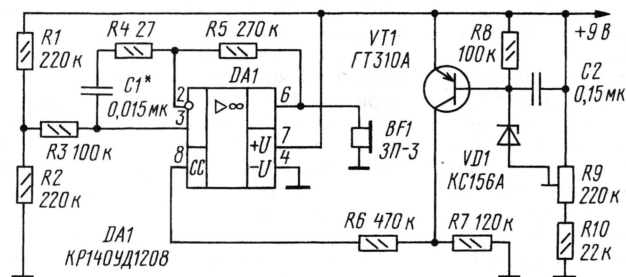 R1
220 к
R4 27
R5 270 к
DA1
C1*
0,015 мк
2
3
8
▷∞
CC
6
7
4
+U
−U
R3 100 к
R2
220 к
DA1
КР140УД120В
BF1
ЗП-3
VT1
ГТ310А
R8
100 к
+9 В
C2
0,15 мк
VD1
КС156А
R9
220 к
R10
22 к
R6 470 к
R7 120 к